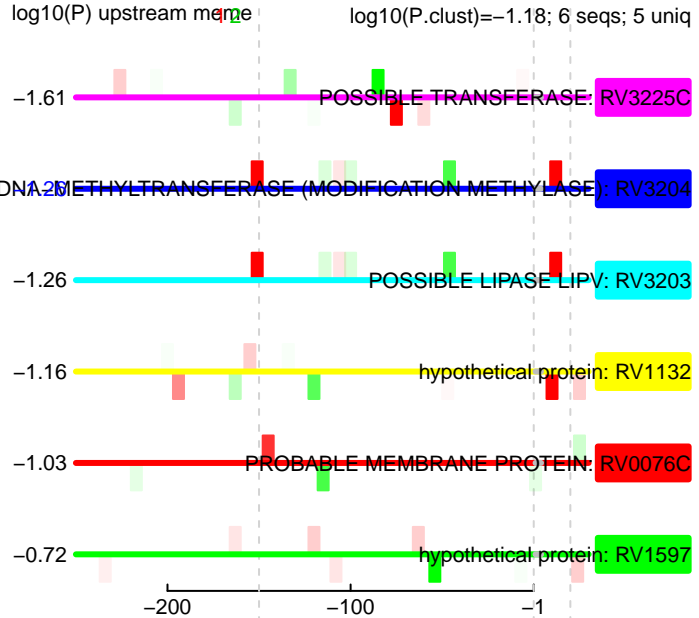 log10(P) upstream meme 1 2 log10(P.clust)=−1.18; 6 seqs; 5 uniq
−1.61 POSSIBLE TRANSFERASE: RV3225C
−1.26 DNA METHYLTRANSFERASE (MODIFICATION METHYLASE): RV3204
−1.26 POSSIBLE LIPASE LIPV: RV3203
−1.16 hypothetical protein: RV1132
−1.03 PROBABLE MEMBRANE PROTEIN: RV0076C
−0.72 hypothetical protein: RV1597
−200 −100 −1